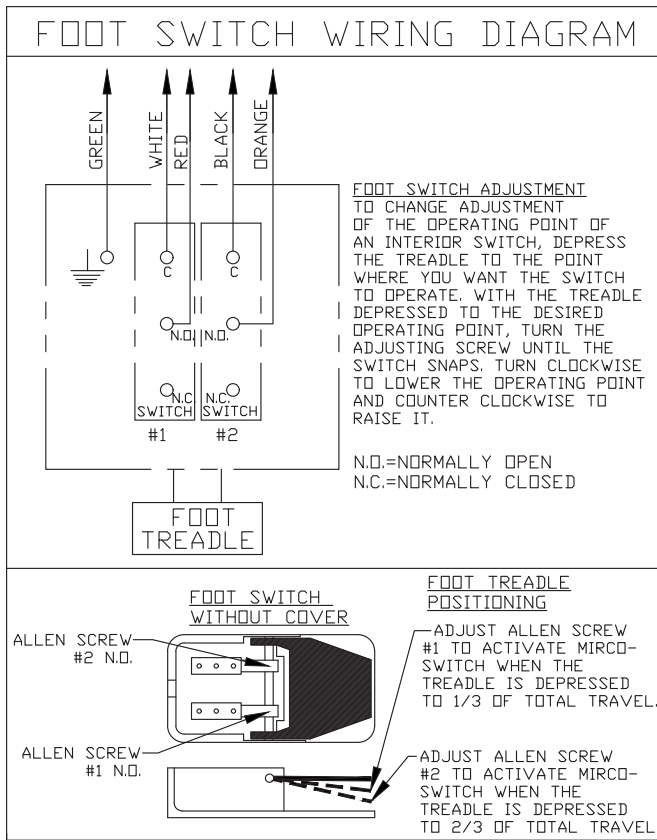 FOOT SWITCH WIRING DIAGRAM
GREEN
WHITE
RED
BLACK
ORANGE
C
C
N.O.
N.O.
N.C
N.C.
SWITCH
SWITCH
#1
#2
FOOT
TREADLE
FOOT SWITCH ADJUSTMENT
TO CHANGE ADJUSTMENT
OF THE OPERATING POINT OF
AN INTERIOR SWITCH, DEPRESS
THE TREADLE TO THE POINT
WHERE YOU WANT THE SWITCH
TO OPERATE. WITH THE TREADLE
DEPRESSED TO THE DESIRED
OPERATING POINT, TURN THE
ADJUSTING SCREW UNTIL THE
SWITCH SNAPS. TURN CLOCKWISE
TO LOWER THE OPERATING POINT
AND COUNTER CLOCKWISE TO
RAISE IT.
N.O.=NORMALLY OPEN
N.C.=NORMALLY CLOSED
FOOT SWITCH
WITHOUT COVER
ALLEN SCREW
#2 N.O.
ALLEN SCREW
#1 N.O.
FOOT TREADLE
POSITIONING
ADJUST ALLEN SCREW
#1 TO ACTIVATE MIRCO-
SWITCH WHEN THE
TREADLE IS DEPRESSED
TO 1/3 OF TOTAL TRAVEL.
ADJUST ALLEN SCREW
#2 TO ACTIVATE MIRCO-
SWITCH WHEN THE
TREADLE IS DEPRESSED
TO 2/3 OF TOTAL TRAVEL